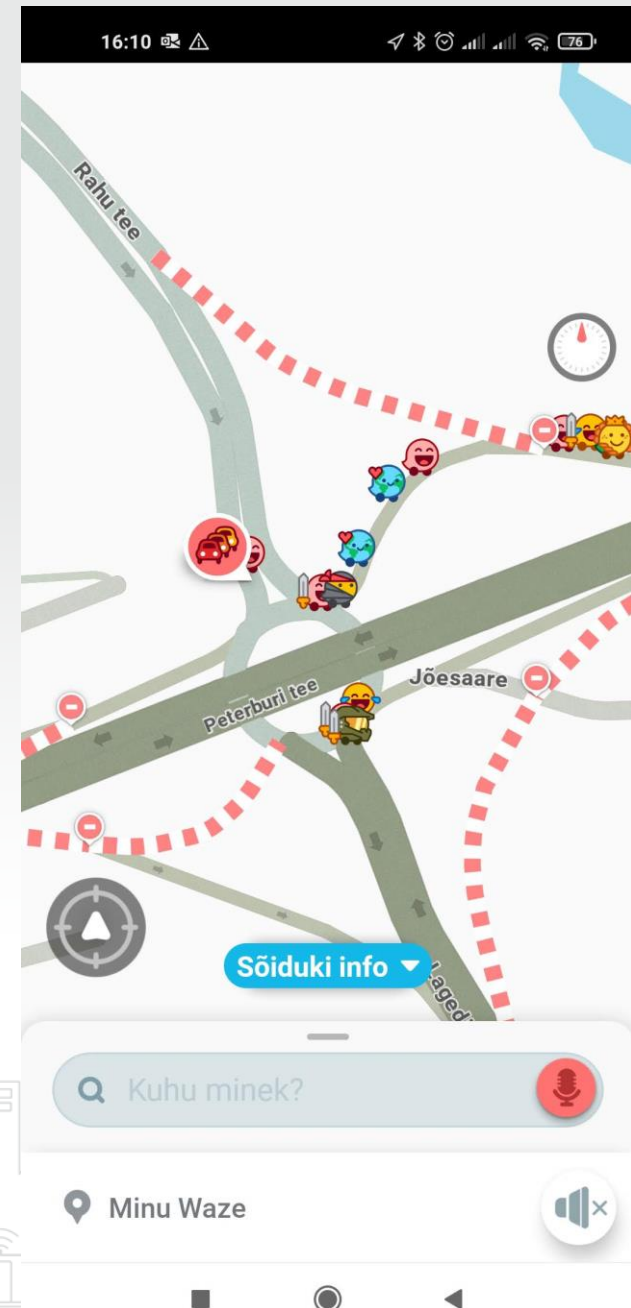 16:10
76
Rahu tee
Jõesaare
Peterburi tee
Sõiduki info
Kuhu minek?
Minu Waze